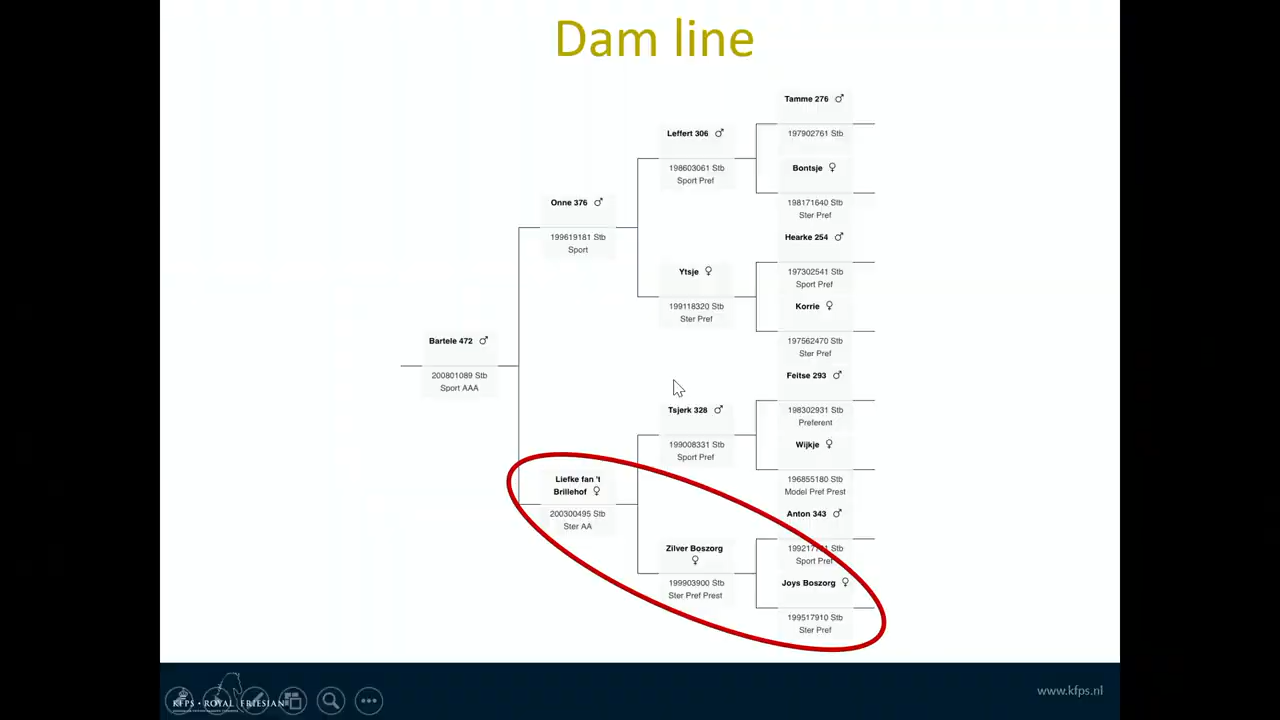 Dam line
Tamme 276 ♂
197902761 Stb
Leffert 306 ♂
198603061 Stb
Sport Pref
Bontsje ♀
198171640 Stb
Ster Pref
Onne 376 ♂
199619181 Stb
Sport
Hearke 254 ♂
197302541 Stb
Sport Pref
Ytsje ♀
199118320 Stb
Ster Pref
Korrie ♀
197562470 Stb
Ster Pref
Bartele 472 ♂
200801089 Stb
Sport AAA
Feitse 293 ♂
198302931 Stb
Preferent
Tsjerk 328 ♂
199008331 Stb
Sport Pref
Wijkje ♀
196855180 Stb
Model Pref Prest
Liefke fan 't
Brillehof ♀
200300495 Stb
Ster AA
Anton 343 ♂
Stb
Sport Pref
Zilver Boszorg
♀
199903900 Stb
Ster Pref Prest
Joys Boszorg ♀
199517910 Stb
Ster Pref
KFPS • ROYAL FRIESIAN
www.kfps.nl